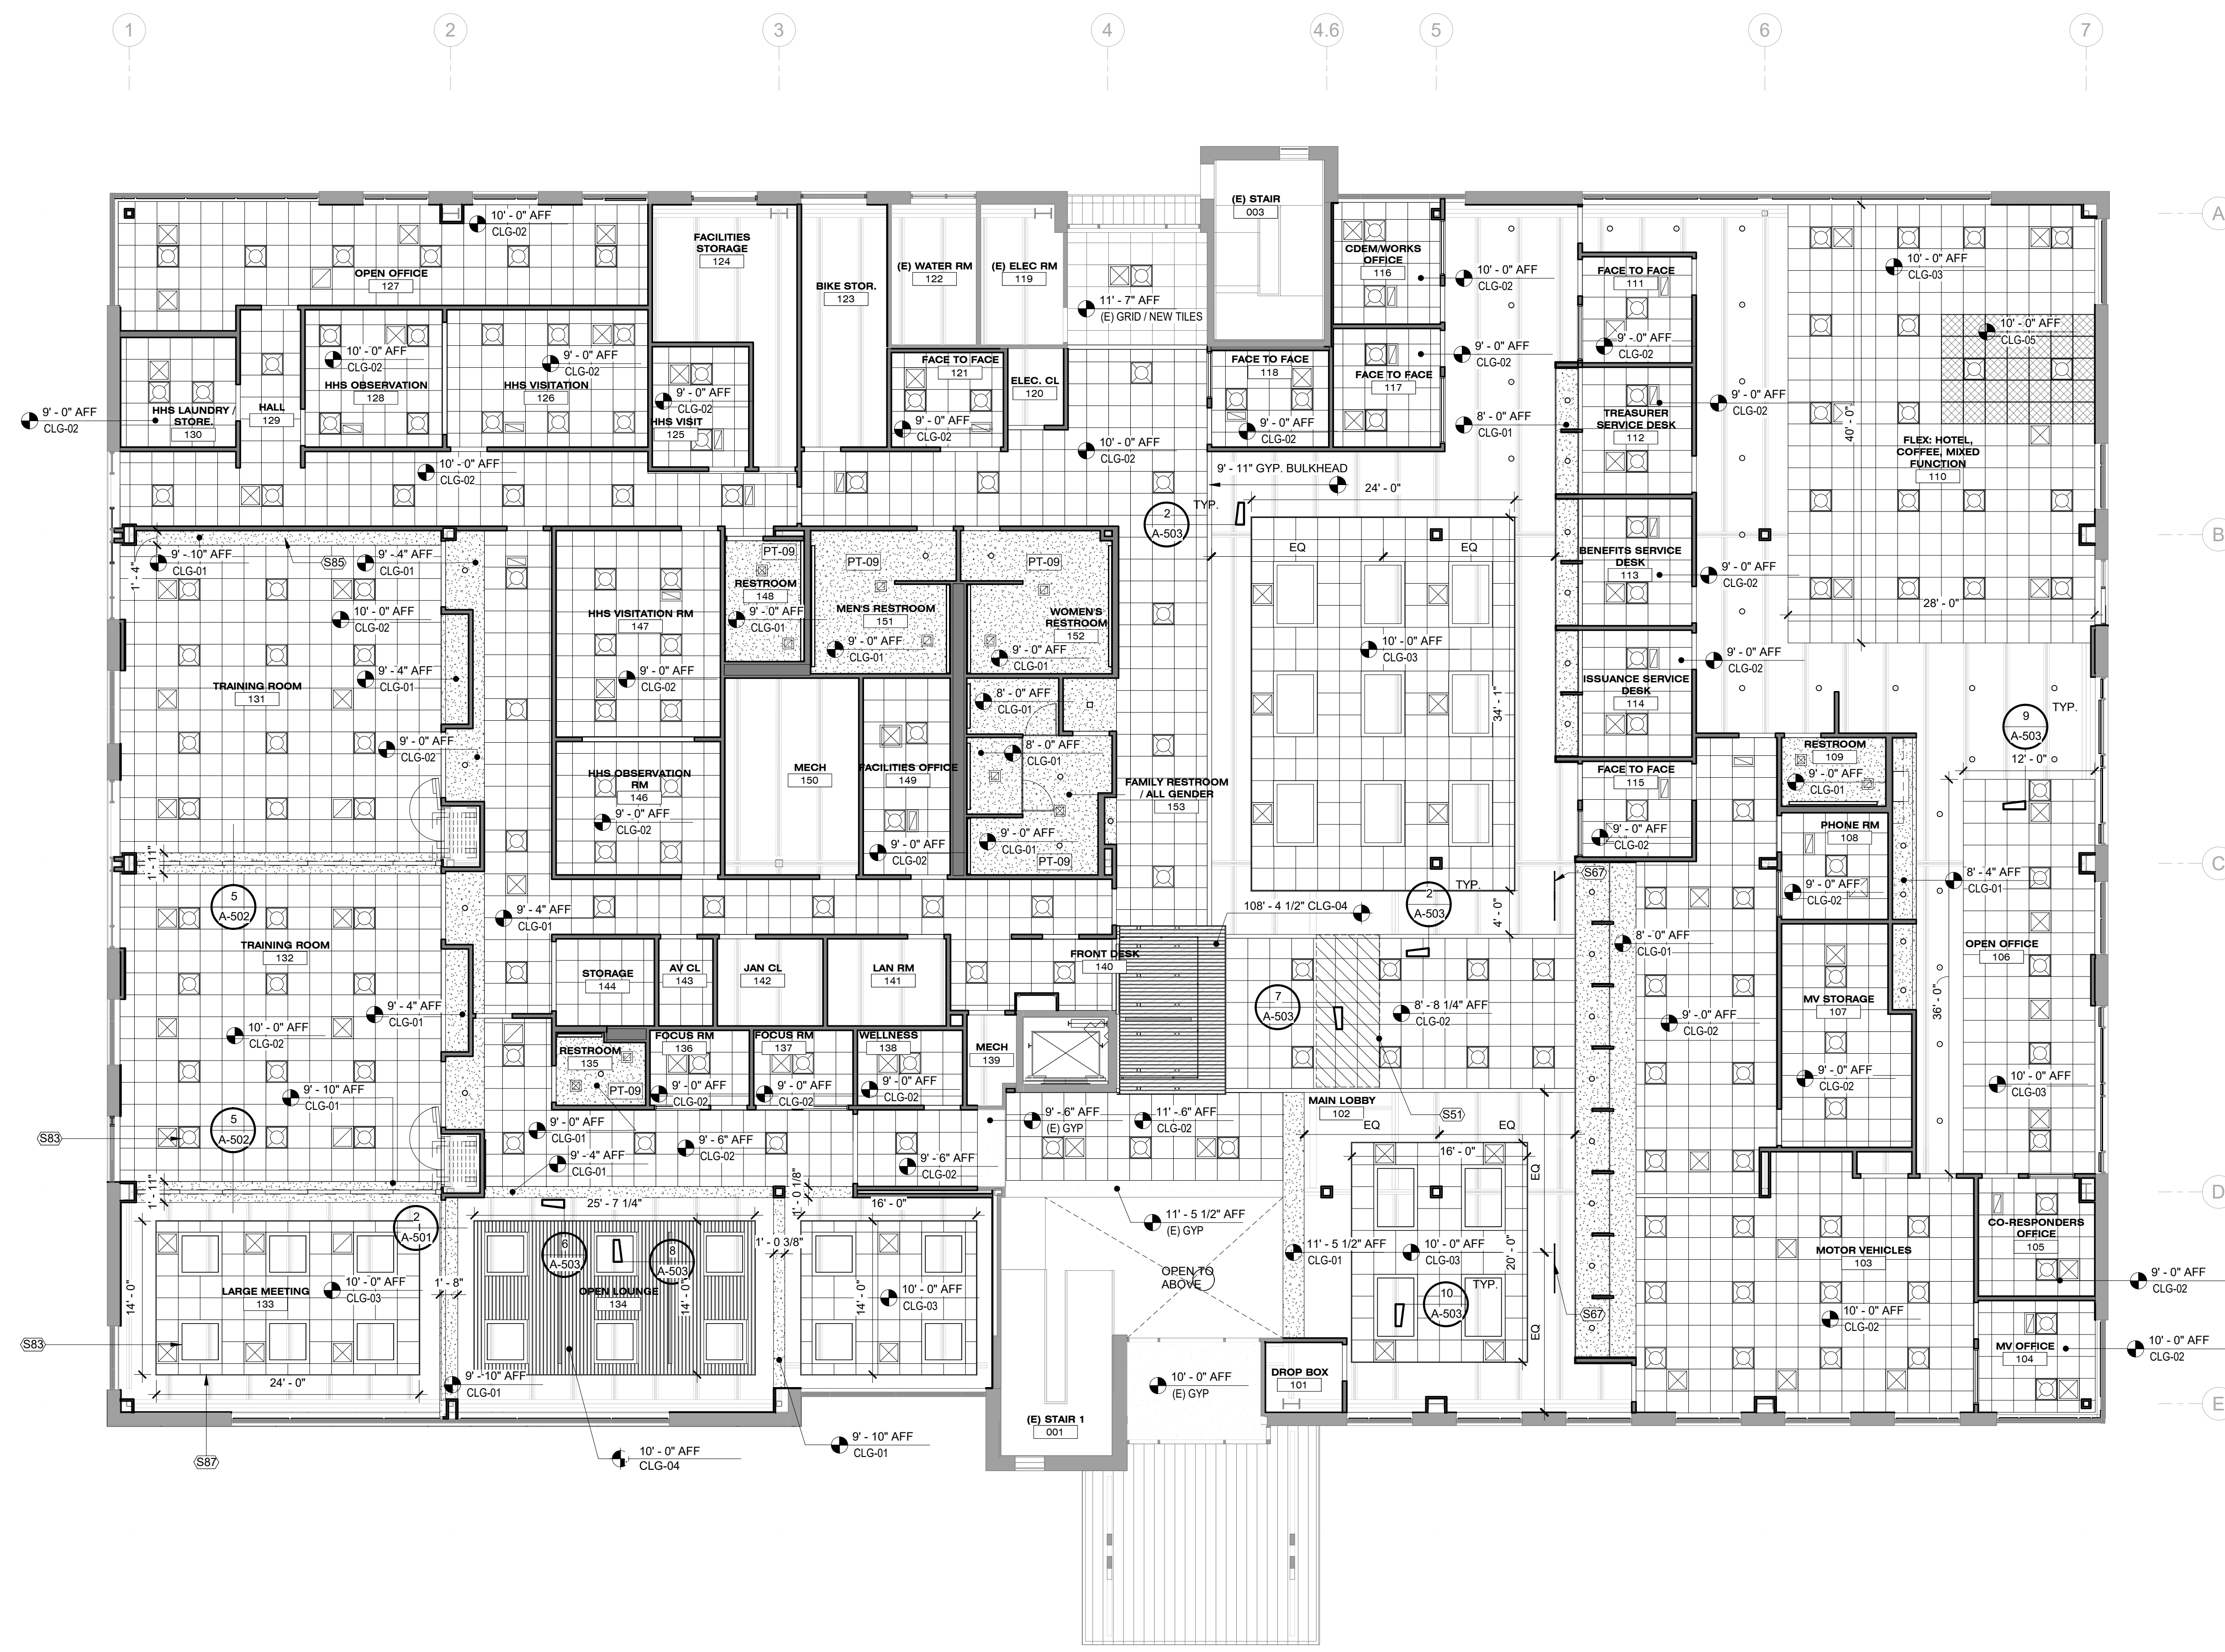 1
2
3
4
4.6
5
6
7
A
B
C
D
E
(E) STAIR
003
10' - 0" AFF
CLG-02
OPEN OFFICE
127
FACILITIES
STORAGE
124
BIKE STOR.
123
(E) WATER RM
122
(E) ELEC RM
119
11' - 7" AFF
(E) GRID / NEW TILES
CDEM/WORKS
OFFICE
116
10' - 0" AFF
CLG-02
FACE TO FACE
111
9' - 0" AFF
CLG-02
10' - 0" AFF
CLG-03
10' - 0" AFF
CLG-05
40' - 0"
FLEX: HOTEL,
COFFEE, MIXED
FUNCTION
110
28' - 0"
9' - 0" AFF
CLG-02
HHS LAUNDRY /
STORE.
130
HALL
129
10' - 0" AFF
CLG-02
HHS OBSERVATION
128
9' - 0" AFF
CLG-02
HHS VISITATION
126
9' - 0" AFF
CLG-02
HHS VISIT
125
FACE TO FACE
121
9' - 0" AFF
CLG-02
ELEC. CL
120
FACE TO FACE
118
9' - 0" AFF
CLG-02
FACE TO FACE
117
9' - 0" AFF
CLG-02
8' - 0" AFF
CLG-01
TREASURER
SERVICE DESK
112
9' - 0" AFF
CLG-02
10' - 0" AFF
CLG-02
10' - 0" AFF
CLG-02
9' - 11" GYP. BULKHEAD
24' - 0"
TYP.
2
A-503
EQ
EQ
10' - 0" AFF
CLG-03
34' - 1"
BENEFITS SERVICE
DESK
113
9' - 0" AFF
CLG-02
ISSUANCE SERVICE
DESK
114
9' - 0" AFF
CLG-02
9' - 10" AFF
CLG-01
1' - 4"
S85
9' - 4" AFF
CLG-01
10' - 0" AFF
CLG-02
9' - 4" AFF
CLG-01
TRAINING ROOM
131
9' - 0" AFF
CLG-02
HHS VISITATION RM
147
9' - 0" AFF
CLG-02
PT-09
RESTROOM
148
9' - 0" AFF
CLG-01
PT-09
MEN'S RESTROOM
151
9' - 0" AFF
CLG-01
PT-09
WOMEN'S
RESTROOM
152
9' - 0" AFF
CLG-01
8' - 0" AFF
CLG-01
8' - 0" AFF
CLG-01
FAMILY RESTROOM
/ ALL GENDER
153
9' - 0" AFF
CLG-01
PT-09
HHS OBSERVATION
RM
146
9' - 0" AFF
CLG-02
MECH
150
FACILITIES OFFICE
149
9' - 0" AFF
CLG-02
FACE TO FACE
115
9' - 0" AFF
CLG-02
RESTROOM
109
9' - 0" AFF
CLG-01
9
A-503
TYP.
12' - 0"
PHONE RM
108
9' - 0" AFF
CLG-02
8' - 4" AFF
CLG-01
S67
2
A-503
TYP.
4' - 0"
108' - 4 1/2" CLG-04
1' - 11"
5
A-502
TRAINING ROOM
132
9' - 4" AFF
CLG-01
9' - 4" AFF
CLG-01
10' - 0" AFF
CLG-02
9' - 10" AFF
CLG-01
5
A-502
S83
1' - 11"
STORAGE
144
AV CL
143
JAN CL
142
LAN RM
141
FRONT DESK
140
7
A-503
8' - 8 1/4" AFF
CLG-02
8' - 0" AFF
CLG-01
9' - 0" AFF
CLG-02
MV STORAGE
107
9' - 0" AFF
CLG-02
OPEN OFFICE
106
36' - 0"
10' - 0" AFF
CLG-03
RESTROOM
135
PT-09
FOCUS RM
136
9' - 0" AFF
CLG-02
FOCUS RM
137
9' - 0" AFF
CLG-02
WELLNESS
138
9' - 0" AFF
CLG-02
MECH
139
MAIN LOBBY
102
S51
9' - 0" AFF
CLG-01
9' - 6" AFF
CLG-02
9' - 4" AFF
CLG-01
9' - 6" AFF
CLG-02
9' - 6" AFF
(E) GYP
11' - 6" AFF
CLG-02
EQ
EQ
16' - 0"
EQ
20' - 0"
EQ
2
A-501
25' - 7 1/4"
1' - 0 1/8"
16' - 0"
11' - 5 1/2" AFF
(E) GYP
11' - 5 1/2" AFF
CLG-01
10' - 0" AFF
CLG-03
10
A-503
TYP.
S67
14' - 0"
LARGE MEETING
133
10' - 0" AFF
CLG-03
1' - 8"
6
A-503
8
A-503
OPEN LOUNGE
134
14' - 0"
1' - 0 3/8"
14' - 0"
10' - 0" AFF
CLG-03
OPEN TO
ABOVE
MOTOR VEHICLES
103
10' - 0" AFF
CLG-02
CO-RESPONDERS
OFFICE
105
9' - 0" AFF
CLG-02
MV OFFICE
104
10' - 0" AFF
CLG-02
S83
24' - 0"
9' - 10" AFF
CLG-01
10' - 0" AFF
(E) GYP
DROP BOX
101
(E) STAIR 1
001
S87
10' - 0" AFF
CLG-04
9' - 10" AFF
CLG-01